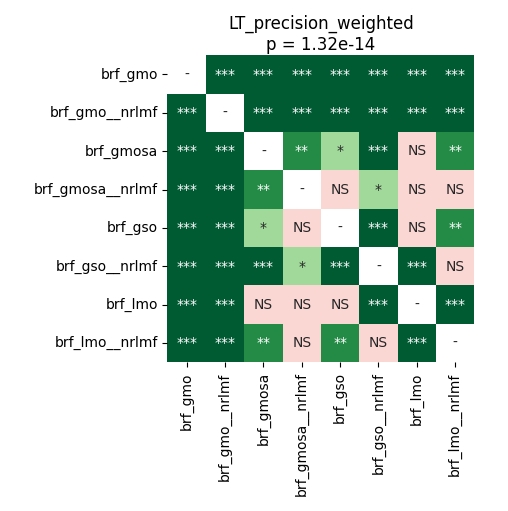 LT_precision_weighted
p = 1.32e-14
brf_gmo - *** *** *** *** *** *** ***
brf_gmo__nrlmf *** - *** *** *** *** *** ***
brf_gmosa *** *** - ** * *** NS **
brf_gmosa__nrlmf *** *** ** - NS * NS NS
brf_gso *** *** * NS - *** NS **
brf_gso__nrlmf *** *** *** * *** - *** NS
brf_lmo *** *** NS NS NS *** - ***
brf_lmo__nrlmf *** *** ** NS ** NS *** -
brf_gmo
brf_gmo__nrlmf
brf_gmosa
brf_gmosa__nrlmf
brf_gso
brf_gso__nrlmf
brf_lmo
brf_lmo__nrlmf